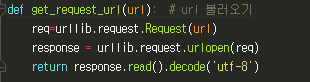 def get_request_url(url):  # url 불러오기
    req=urllib.request.Request(url)
    response = urllib.request.urlopen(req)
    return response.read().decode('utf-8')